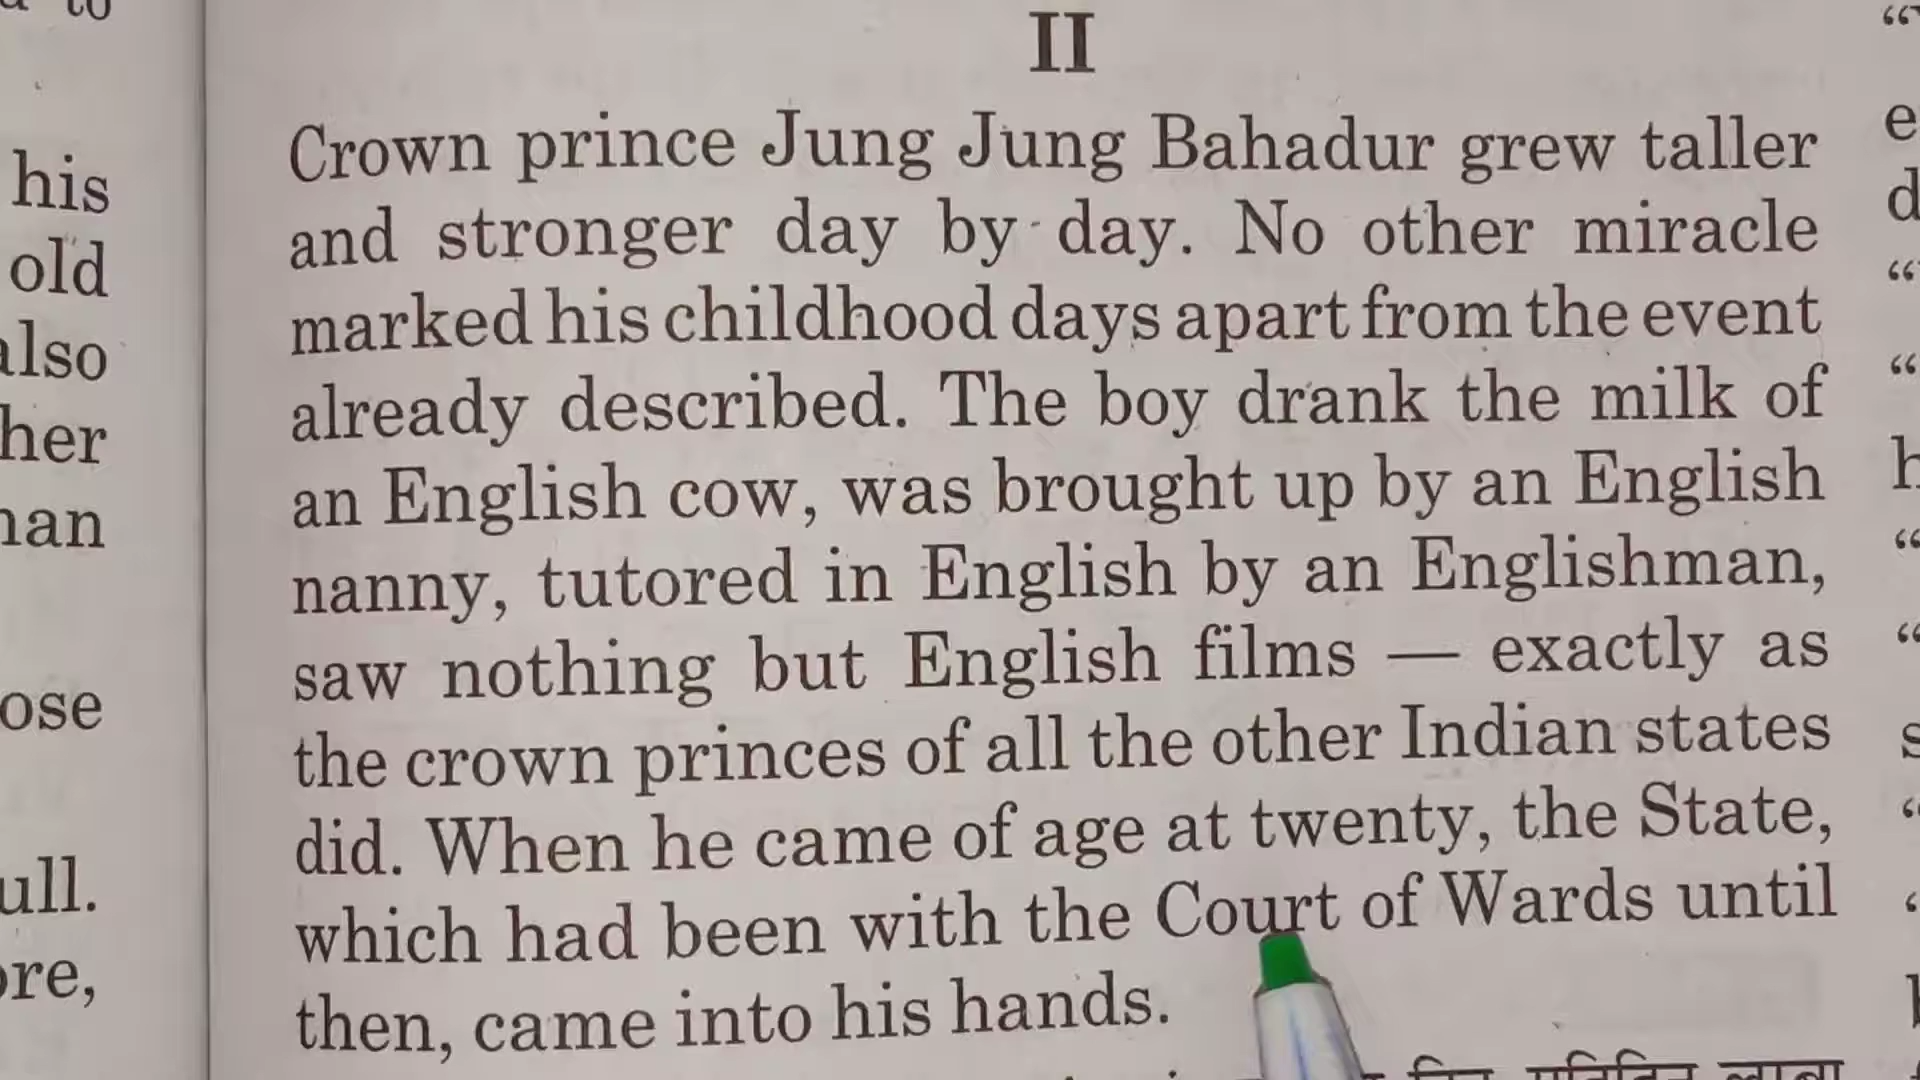 II
Crown prince Jung Jung Bahadur grew taller
and stronger day by day. No other miracle
marked his childhood days apart from the event
already described. The boy drank the milk of
an English cow, was brought up by an English
nanny, tutored in English by an Englishman,
saw nothing but English films — exactly as
the crown princes of all the other Indian states
did. When he came of age at twenty, the State,
which had been with the Court of Wards until
then, came into his hands.
his
old
also
her
ull.